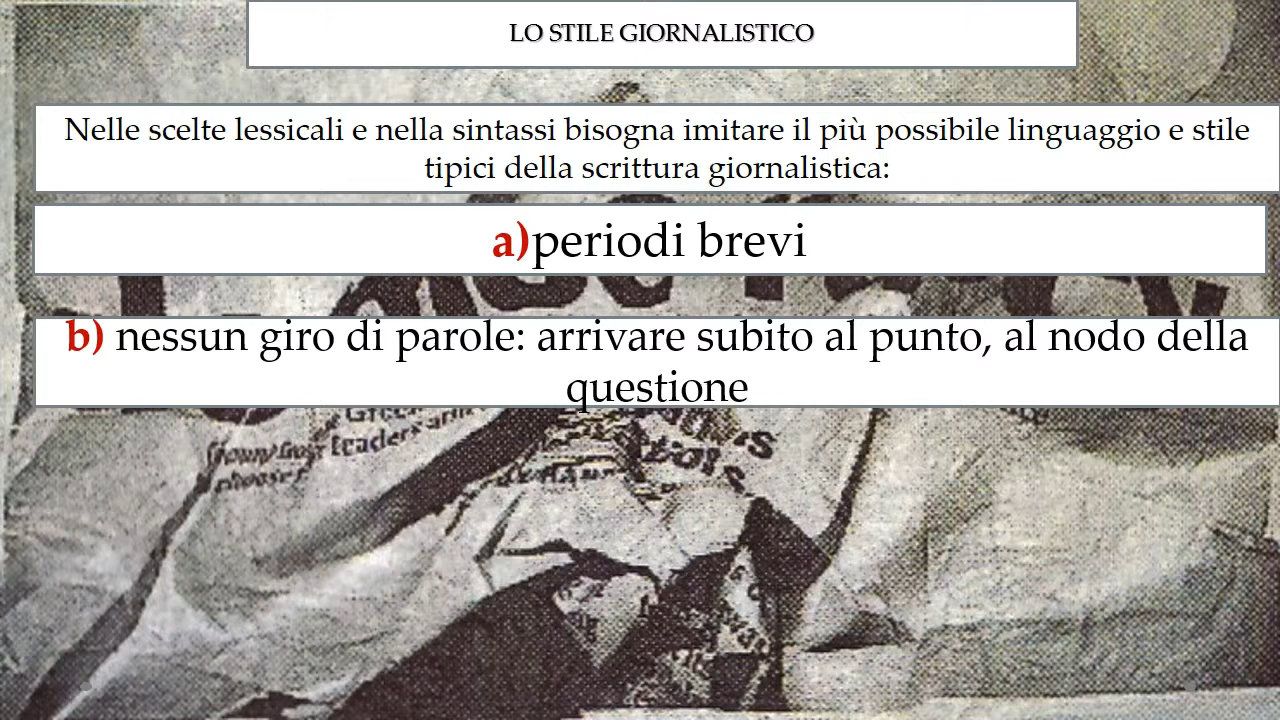 LO STILE GIORNALISTICO
Nelle scelte lessicali e nella sintassi bisogna imitare il più possibile linguaggio e stile
tipici della scrittura giornalistica:
a)periodi brevi
b) nessun giro di parole: arrivare subito al punto, al nodo della
questione
leaders